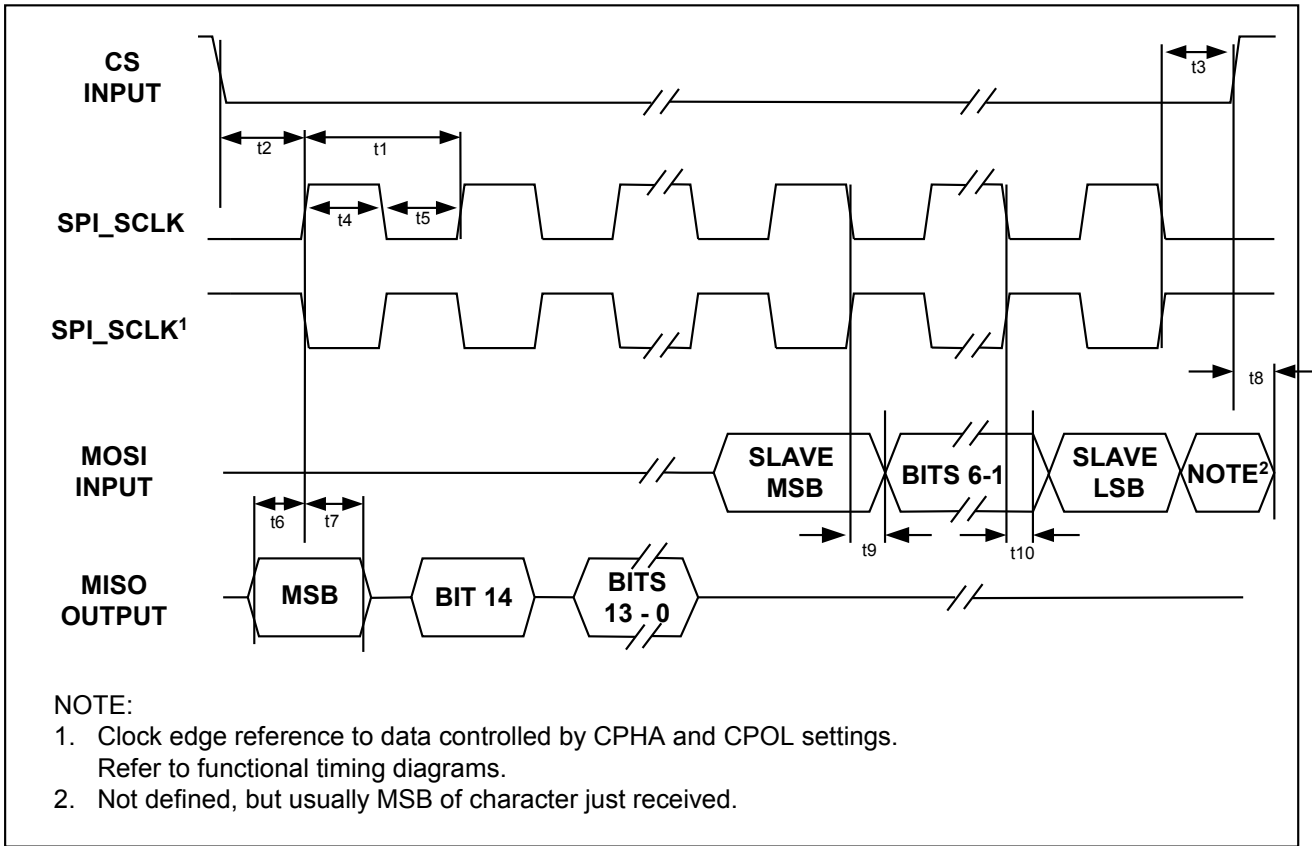 CS
INPUT
t3
t2
t1
SPI_SCLK
t4
t5
SPI_SCLK1
t8
MOSI
INPUT
SLAVE
MSB
BITS 6-1
SLAVE
LSB
NOTE2
t6
t7
t9
t10
MISO
OUTPUT
MSB
BIT 14
BITS
13 - 0
NOTE:
1. Clock edge reference to data controlled by CPHA and CPOL settings.
Refer to functional timing diagrams.
2. Not defined, but usually MSB of character just received.